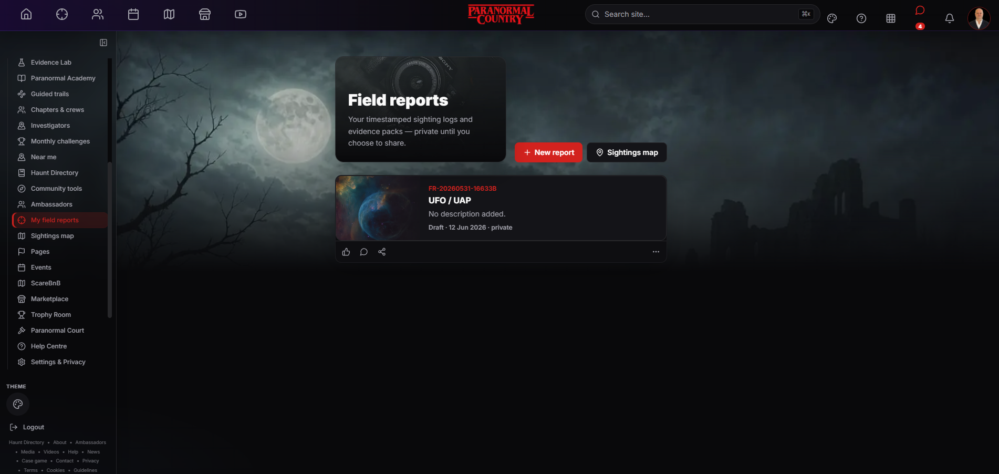 PARANORMAL
COUNTRY
Search site...
⌘K
4
Evidence Lab
Paranormal Academy
Guided trails
Chapters & crews
Investigators
Monthly challenges
Near me
Haunt Directory
Community tools
Ambassadors
My field reports
Sightings map
Pages
Events
ScareBnB
Marketplace
Trophy Room
Paranormal Court
Help Centre
Settings & Privacy
THEME
Logout
Haunt Directory • About • Ambassadors
• Media • Videos • Help • News
• Case game • Contact • Privacy
• Terms • Cookies • Guidelines
SONY
Field reports
Your timestamped sighting logs and
evidence packs — private until you
choose to share.
+ New report
Sightings map
FR-20260531-16633B
UFO / UAP
No description added.
Draft · 12 Jun 2026 · private